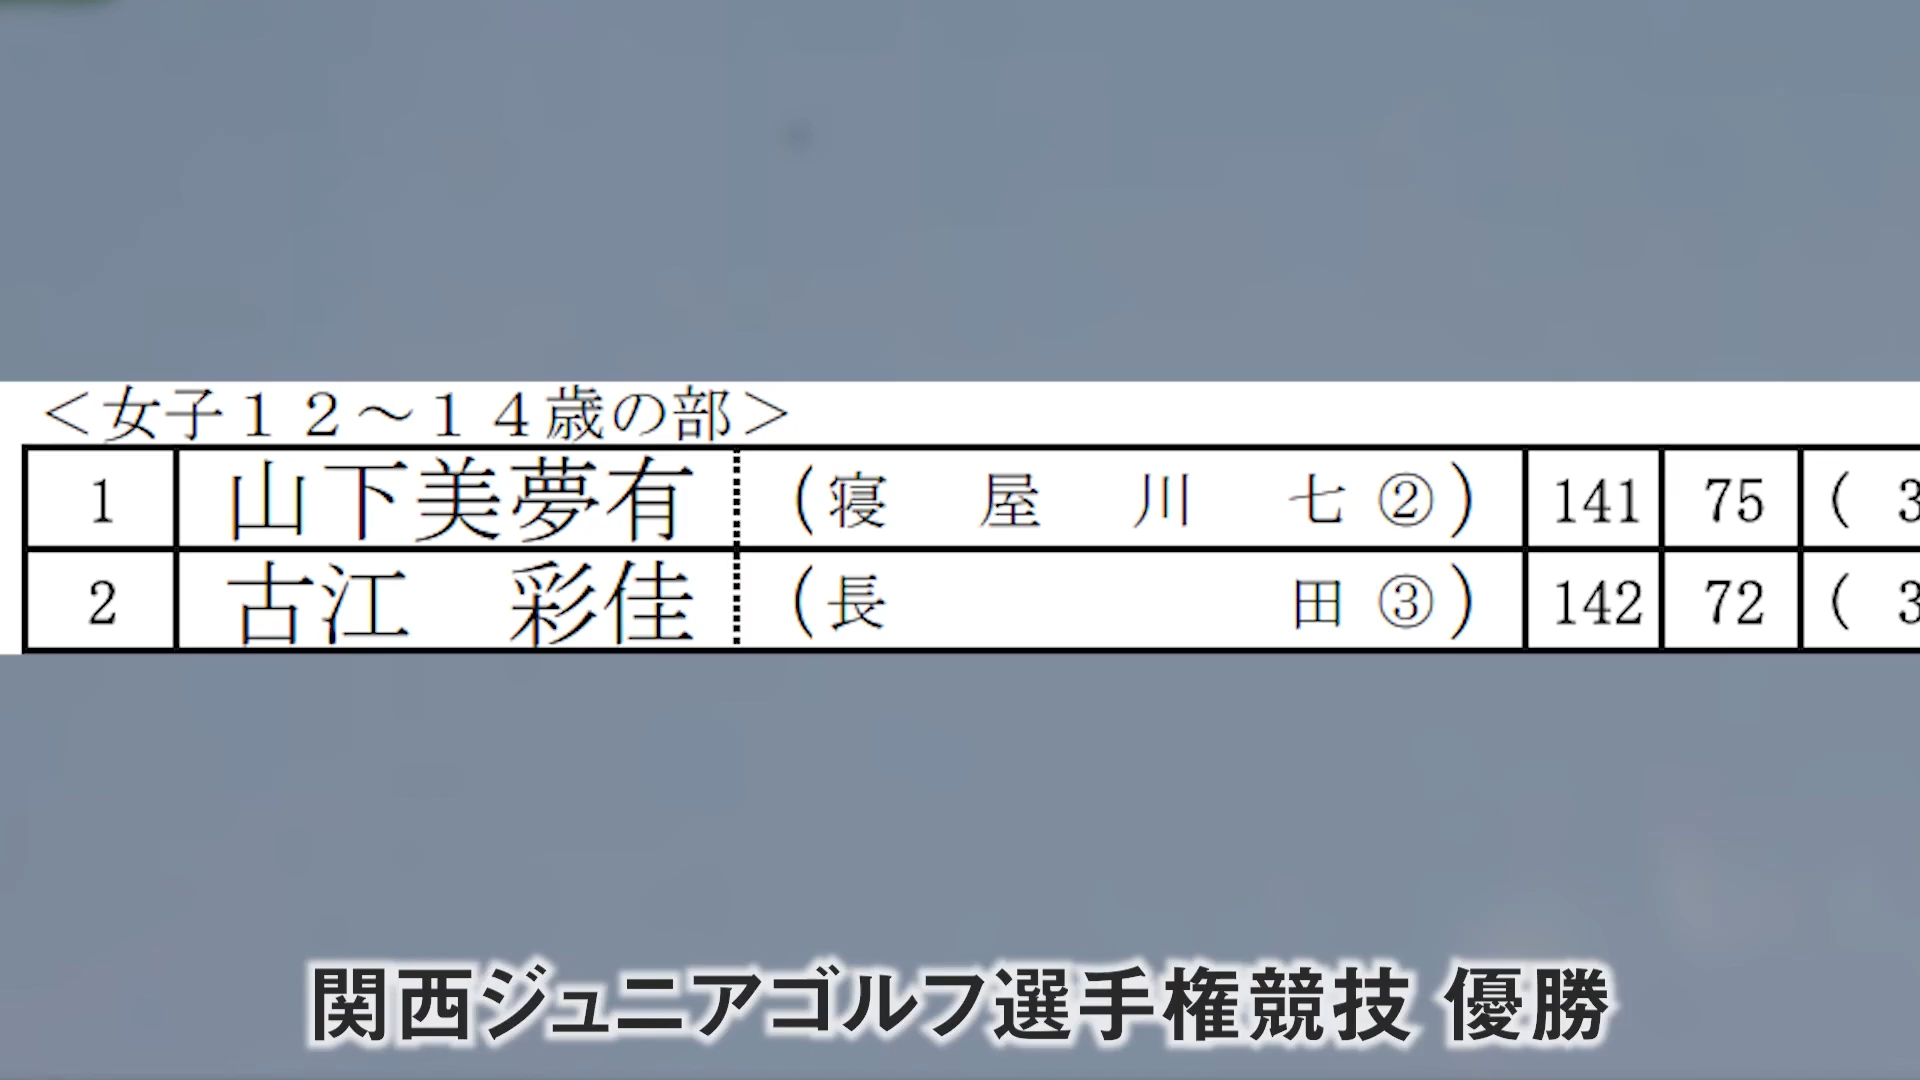 ＜女子１２～１４歳の部＞
1 山下美夢有 (寝屋川七②) 141 75 ( 3
2 古江 彩佳 (長田③) 142 72 ( 3
関西ジュニアゴルフ選手権競技 優勝